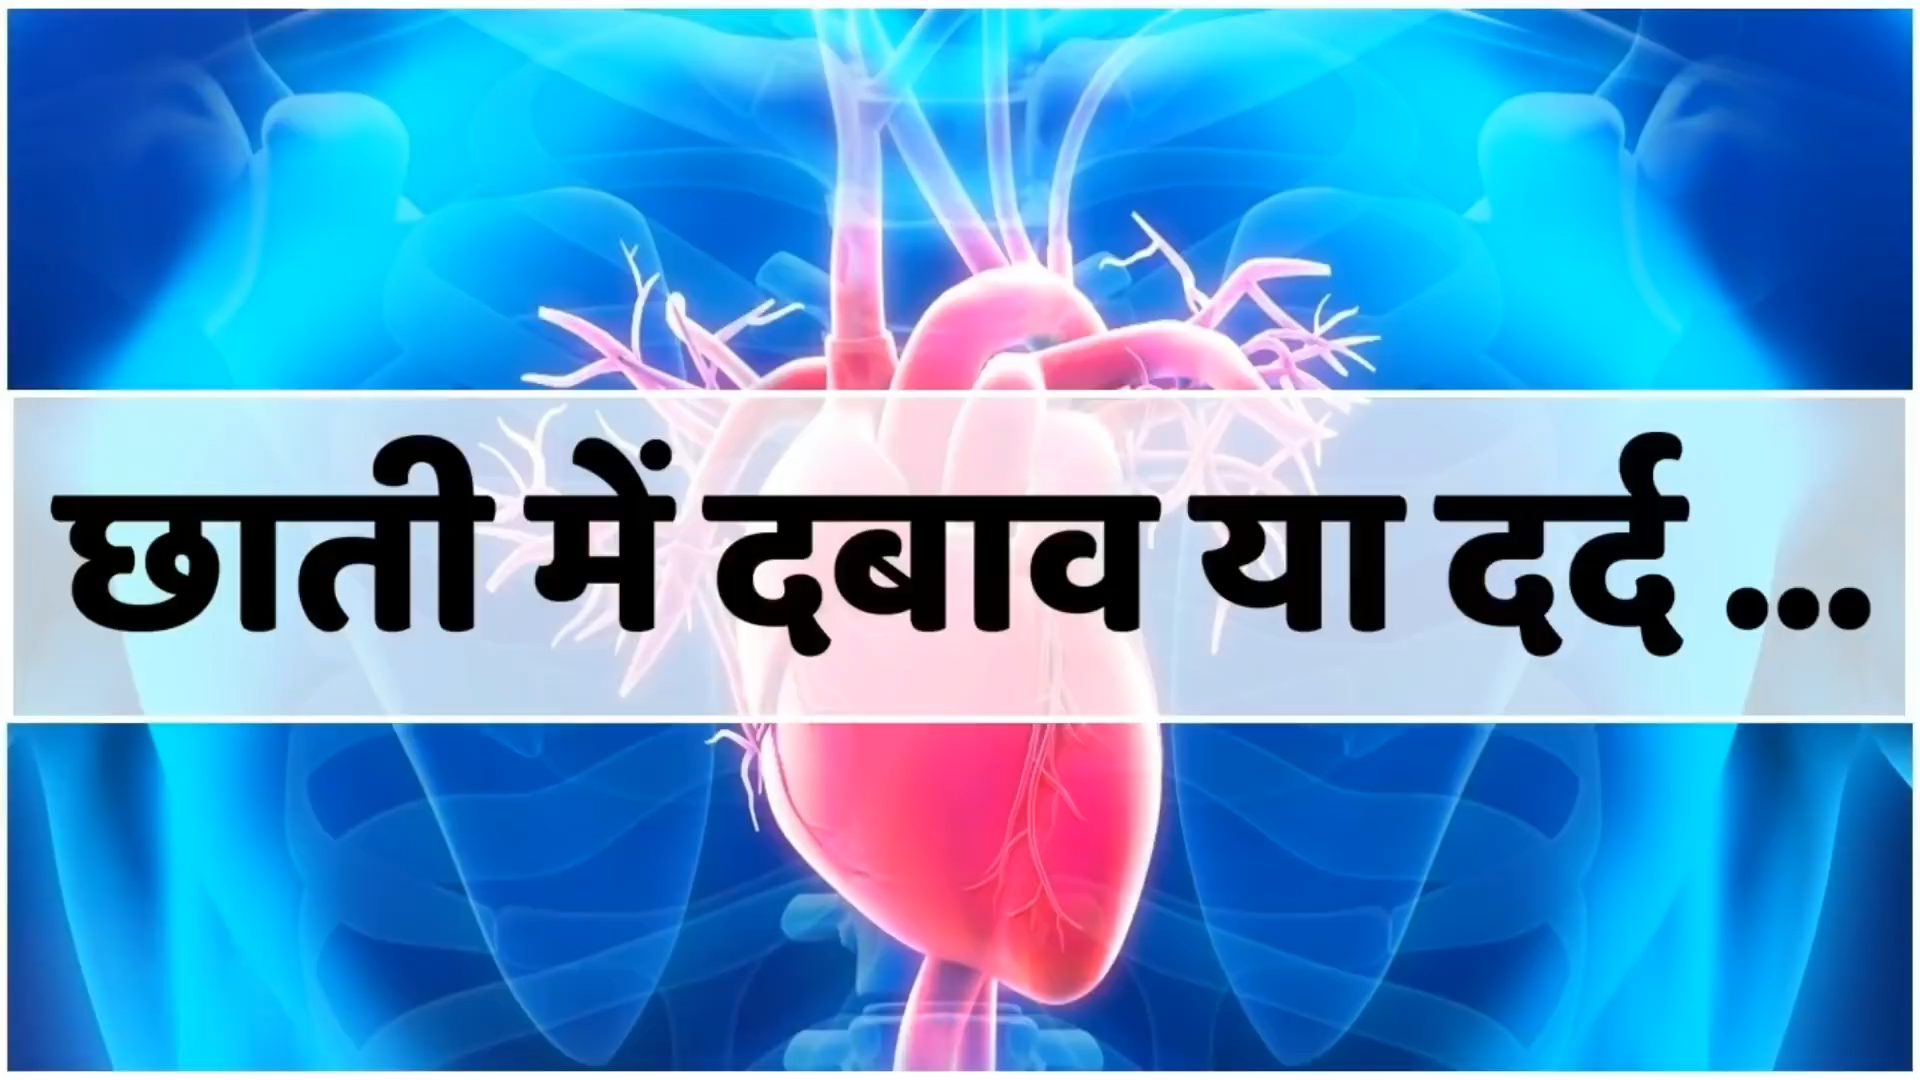 छाती में दबाव या दर्द ...